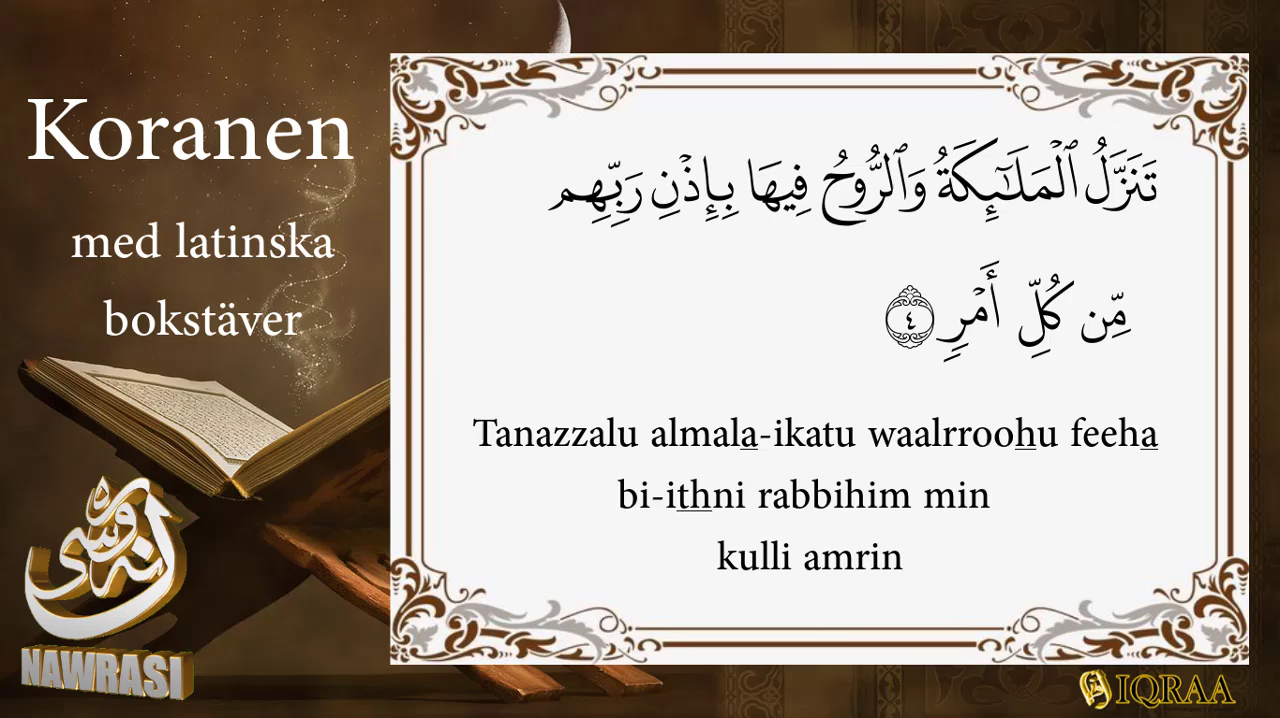 Koranen
med latinska
bokstäver
تَنَزَّلُ ٱلْمَلَـٰٓئِكَةُ وَٱلرُّوحُ فِيهَا بِإِذْنِ رَبِّهِم
مِّن كُلِّ أَمْرٍ ٤
Tanazzalu almala-ikatu waalrroohu feeha
bi-ithni rabbihim min
kulli amrin
نەورەسی
NAWRASI
IQRAA